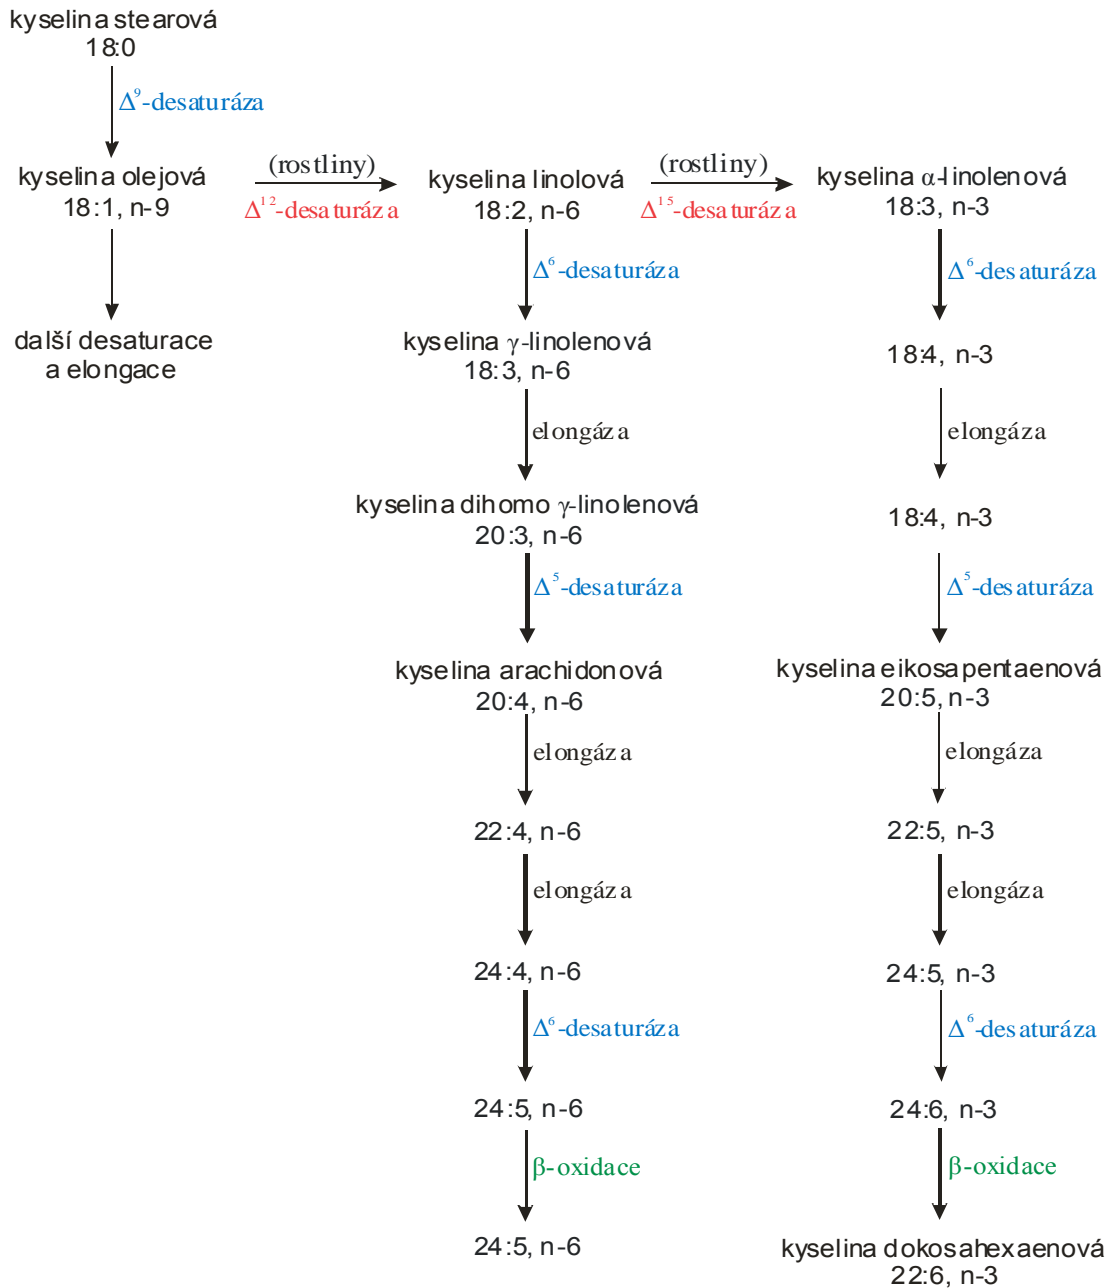 kyselina stearová
18:0
Δ⁹-desaturáza
kyselina olejová
18:1, n-9
(rostliny)
Δ¹²-desaturáza
kyselina linolová
18:2, n-6
(rostliny)
Δ¹⁵-desaturáza
kyselina α-linolenová
18:3, n-3
Δ⁶-desaturáza
Δ⁶-desaturáza
další desaturace
a elongace
kyselina γ-linolenová
18:3, n-6
18:4, n-3
elongáza
elongáza
kyselina dihomo γ-linolenová
20:3, n-6
18:4, n-3
Δ⁵-desaturáza
Δ⁵-desaturáza
kyselina arachidonová
20:4, n-6
kyselina eikosapentaenová
20:5, n-3
elongáza
elongáza
22:4, n-6
22:5, n-3
elongáza
elongáza
24:4, n-6
24:5, n-3
Δ⁶-desaturáza
Δ⁶-desaturáza
24:5, n-6
24:6, n-3
β-oxidace
β-oxidace
24:5, n-6
kyselina dokosahexaenová
22:6, n-3